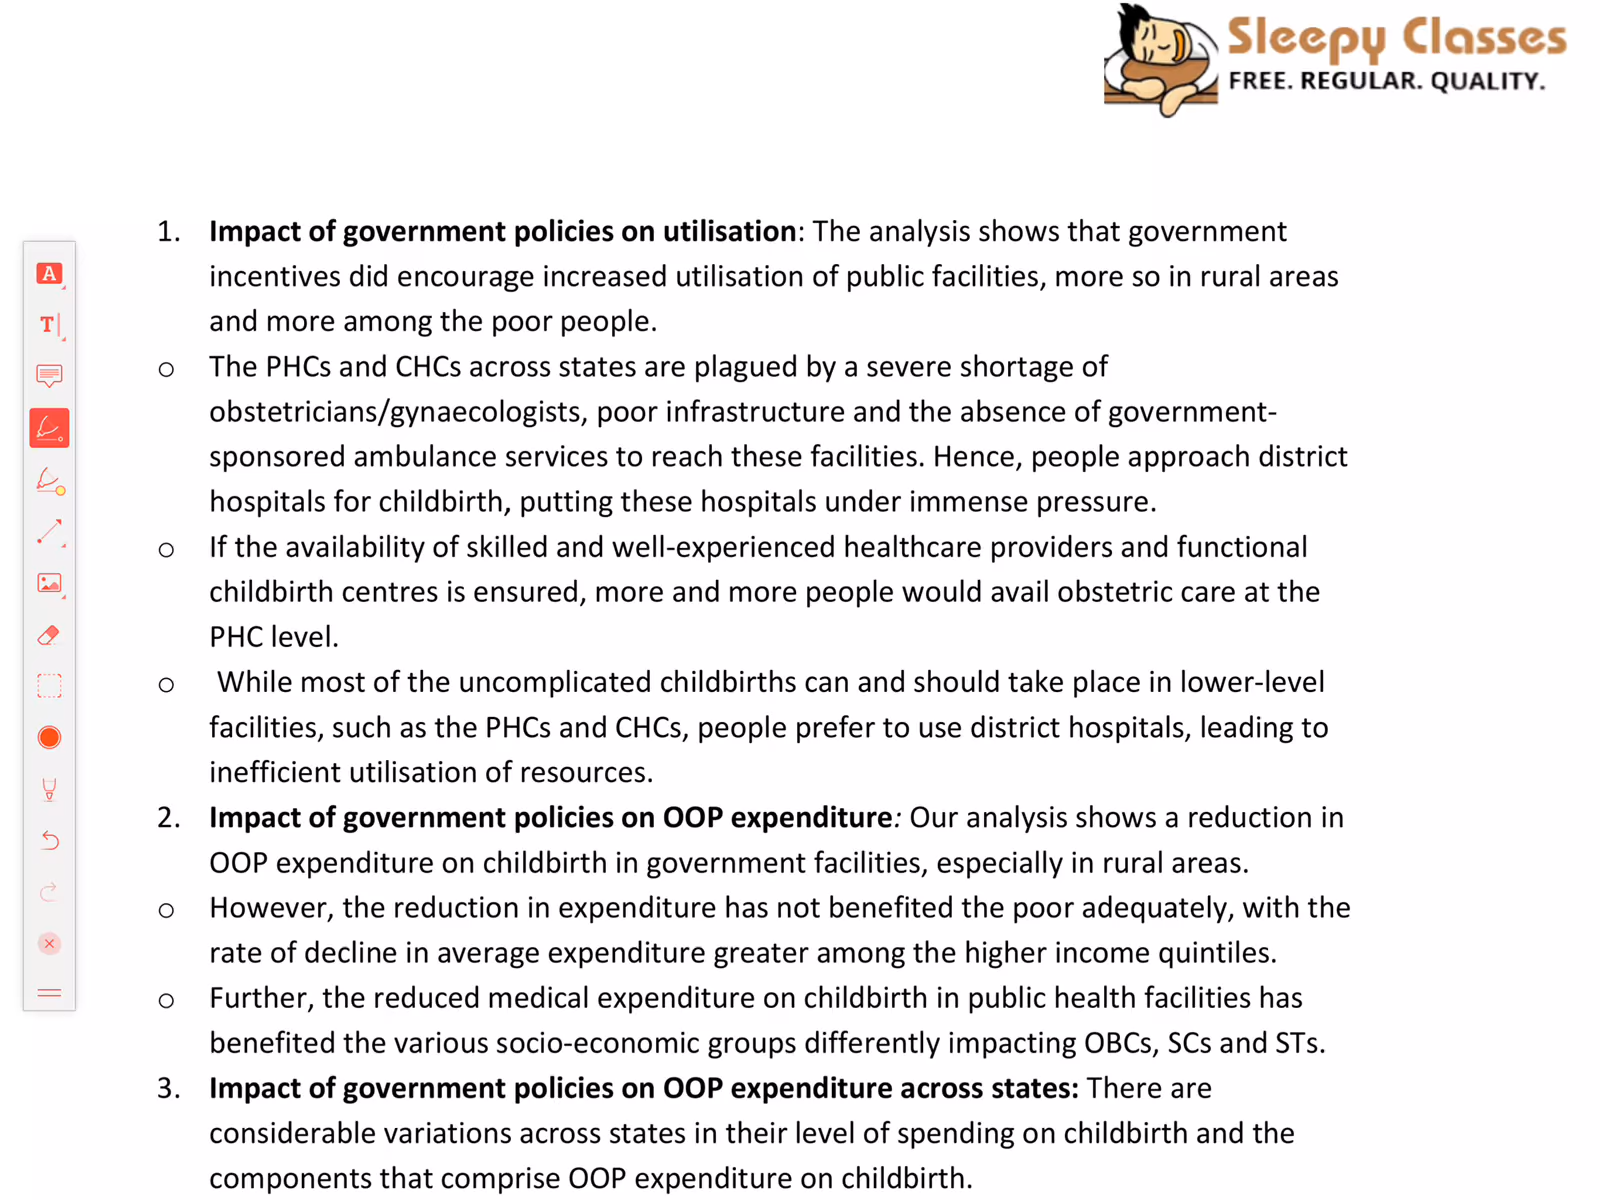 Sleepy Classes
FREE. REGULAR. QUALITY.
1. Impact of government policies on utilisation: The analysis shows that government
incentives did encourage increased utilisation of public facilities, more so in rural areas
and more among the poor people.
o The PHCs and CHCs across states are plagued by a severe shortage of
obstetricians/gynaecologists, poor infrastructure and the absence of government-
sponsored ambulance services to reach these facilities. Hence, people approach district
hospitals for childbirth, putting these hospitals under immense pressure.
o If the availability of skilled and well-experienced healthcare providers and functional
childbirth centres is ensured, more and more people would avail obstetric care at the
PHC level.
o While most of the uncomplicated childbirths can and should take place in lower-level
facilities, such as the PHCs and CHCs, people prefer to use district hospitals, leading to
inefficient utilisation of resources.
2. Impact of government policies on OOP expenditure: Our analysis shows a reduction in
OOP expenditure on childbirth in government facilities, especially in rural areas.
o However, the reduction in expenditure has not benefited the poor adequately, with the
rate of decline in average expenditure greater among the higher income quintiles.
o Further, the reduced medical expenditure on childbirth in public health facilities has
benefited the various socio-economic groups differently impacting OBCs, SCs and STs.
3. Impact of government policies on OOP expenditure across states: There are
considerable variations across states in their level of spending on childbirth and the
components that comprise OOP expenditure on childbirth.
A
T